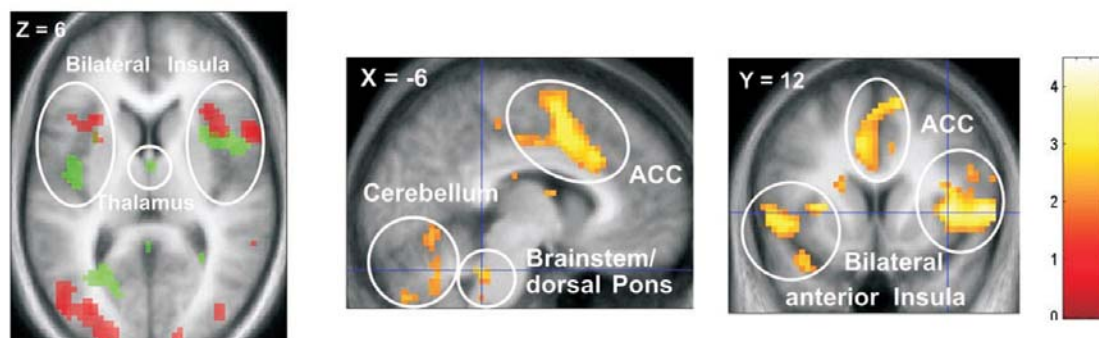 Z = 6
Bilateral Insula
Thalamus
X = -6
ACC
Cerebellum
Brainstem/
dorsal Pons
Y = 12
ACC
Bilateral
anterior Insula
4
3
2
1
0